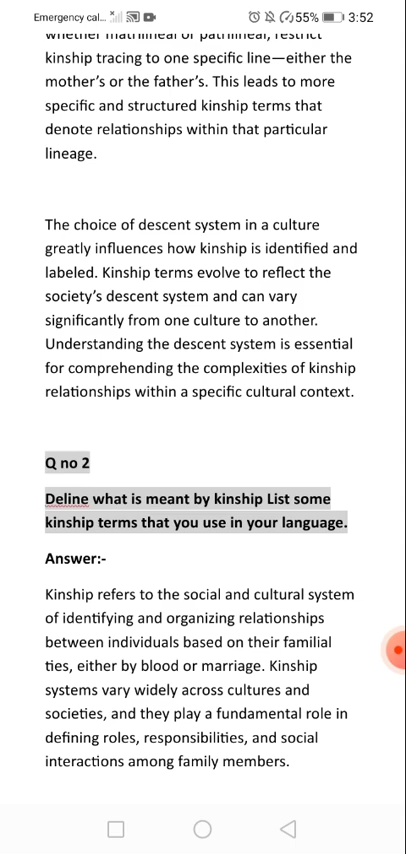 Emergency cal... 55% 3:52
whether matrilineal or patrilineal, restrict
kinship tracing to one specific line—either the
mother's or the father's. This leads to more
specific and structured kinship terms that
denote relationships within that particular
lineage.
The choice of descent system in a culture
greatly influences how kinship is identified and
labeled. Kinship terms evolve to reflect the
society's descent system and can vary
significantly from one culture to another.
Understanding the descent system is essential
for comprehending the complexities of kinship
relationships within a specific cultural context.
Q no 2
Deline what is meant by kinship List some
kinship terms that you use in your language.
Answer:-
Kinship refers to the social and cultural system
of identifying and organizing relationships
between individuals based on their familial
ties, either by blood or marriage. Kinship
systems vary widely across cultures and
societies, and they play a fundamental role in
defining roles, responsibilities, and social
interactions among family members.